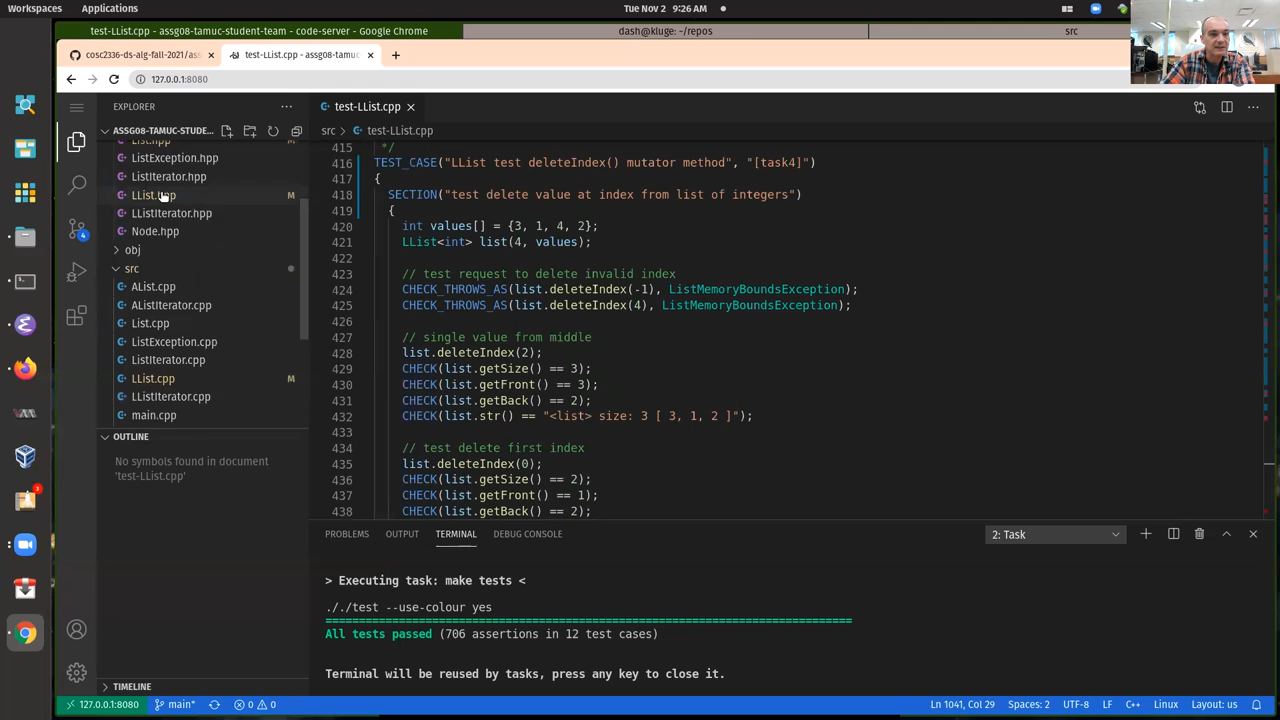 Workspaces
Applications
Tue Nov 2 9:26 AM
test-LList.cpp - assg08-tamuc-student-team - code-server - Google Chrome
dash@kluge: ~/repos
src
cosc2336-ds-alg-fall-2021/ass
test-LList.cpp - assg08-tamuc
127.0.0.1:8080
EXPLORER
ASSG08-TAMUC-STUDE...
List.hpp M
ListException.hpp
ListIterator.hpp
LList.hpp M
LListIterator.hpp
Node.hpp
obj
src
AList.cpp
AListIterator.cpp
List.cpp
ListException.cpp
ListIterator.cpp
LList.cpp M
LListIterator.cpp
main.cpp
OUTLINE
No symbols found in document
'test-LList.cpp'
TIMELINE
4
3
test-LList.cpp
src > test-LList.cpp
415 */
416 TEST_CASE("LList test deleteIndex() mutator method", "[task4]")
417 {
418 SECTION("test delete value at index from list of integers")
419 {
420 int values[] = {3, 1, 4, 2};
421 LList<int> list(4, values);
422
423 // test request to delete invalid index
424 CHECK_THROWS_AS(list.deleteIndex(-1), ListMemoryBoundsException);
425 CHECK_THROWS_AS(list.deleteIndex(4), ListMemoryBoundsException);
426
427 // single value from middle
428 list.deleteIndex(2);
429 CHECK(list.getSize() == 3);
430 CHECK(list.getFront() == 3);
431 CHECK(list.getBack() == 2);
432 CHECK(list.str() == "<list> size: 3 [ 3, 1, 2 ]");
433
434 // test delete first index
435 list.deleteIndex(0);
436 CHECK(list.getSize() == 2);
437 CHECK(list.getFront() == 1);
438 CHECK(list.getBack() == 2);
PROBLEMS OUTPUT TERMINAL DEBUG CONSOLE
2: Task
> Executing task: make tests <
././test --use-colour yes
===============================================================================
All tests passed (706 assertions in 12 test cases)
Terminal will be reused by tasks, press any key to close it.
127.0.0.1:8080
main*
0 0
Ln 1041, Col 29
Spaces: 2
UTF-8
LF
C++
Linux
Layout: us